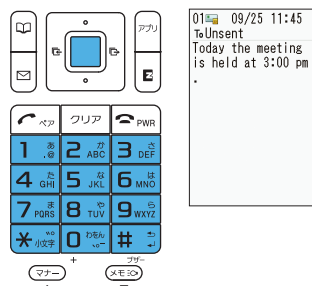 アプリ
ペア クリア PWR
1 あ .@ 2 か ABC 3 さ DEF
4 た GHI 5 な JKL 6 は MNO
7 ま PQRS 8 や TUV 9 ら WXYZ
* 小文字 0 わをん #
+ ブザー
マナー メモ
01 09/25 11:45
To Unsent
Today the meeting
is held at 3:00 pm
.